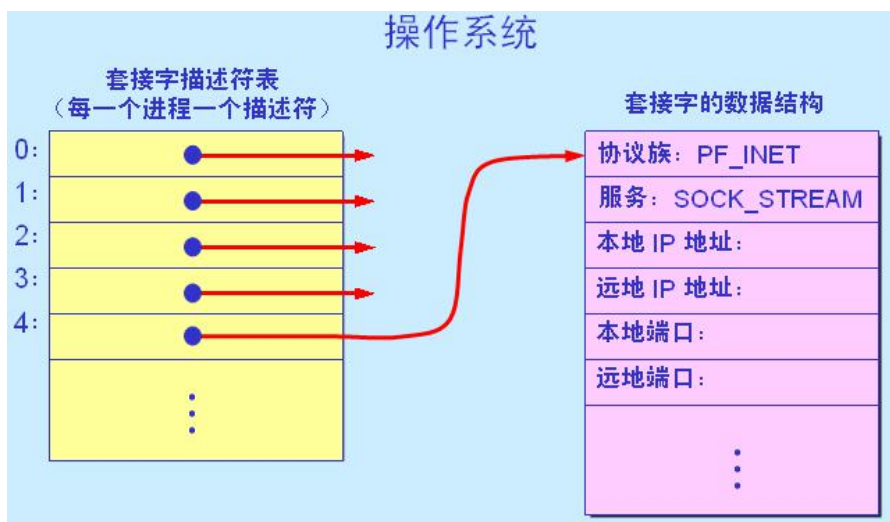 操作系统
套接字描述符表
（每一个进程一个描述符）
0:
1:
2:
3:
4:
套接字的数据结构
协议族：PF_INET
服务：SOCK_STREAM
本地 IP 地址：
远地 IP 地址：
本地端口：
远地端口：